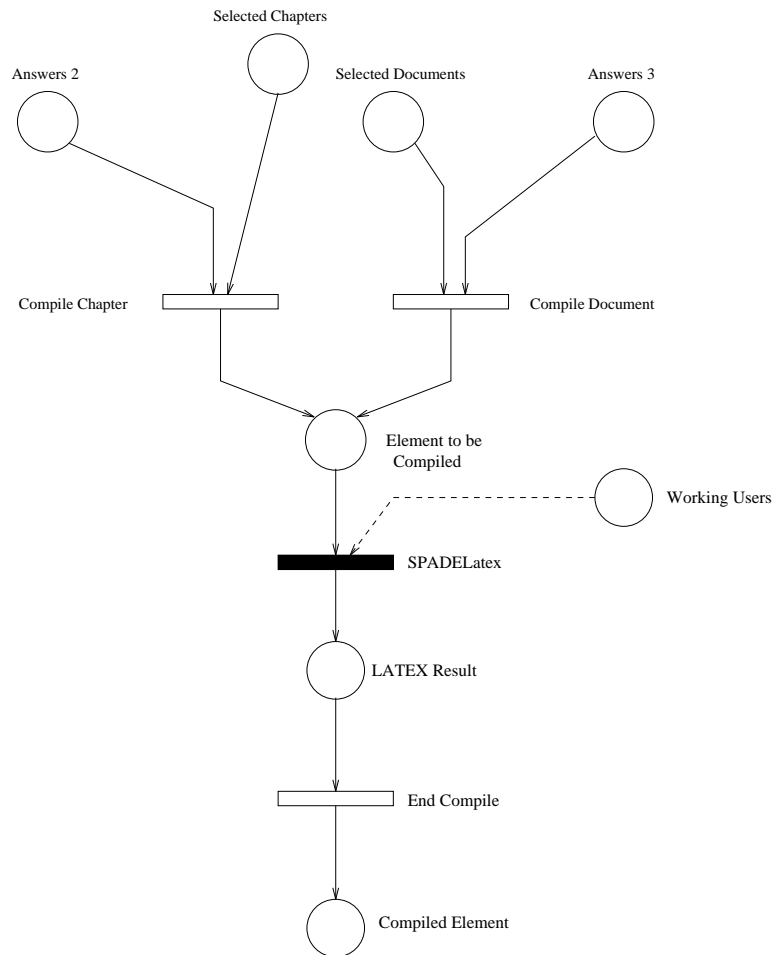 Selected Chapters
Answers 2
Selected Documents
Answers 3
Compile Chapter
Compile Document
Element to be
Compiled
Working Users
SPADELatex
LATEX Result
End Compile
Compiled Element